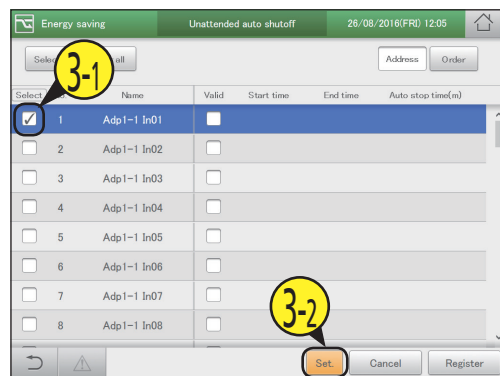 Energy saving Unattended auto shutoff 26/08/2016(FRI) 12:05
all Address Order
3-1
Select Name Valid Start time End time Auto stop time(m)
1 Adp1-1 In01
2 Adp1-1 In02
3 Adp1-1 In03
4 Adp1-1 In04
5 Adp1-1 In05
6 Adp1-1 In06
7 Adp1-1 In07
8 Adp1-1 In08
3-2
Set. Cancel Register